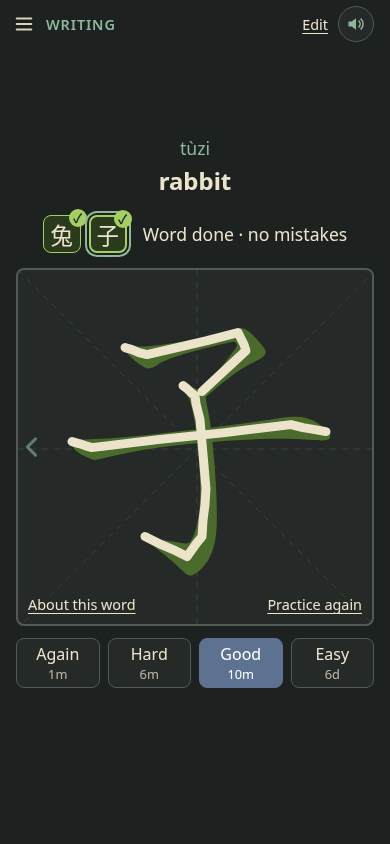 WRITING
Edit
tùzi
rabbit
兔 子 Word done · no mistakes
子
About this word
Practice again
Again
1m
Hard
6m
Good
10m
Easy
6d